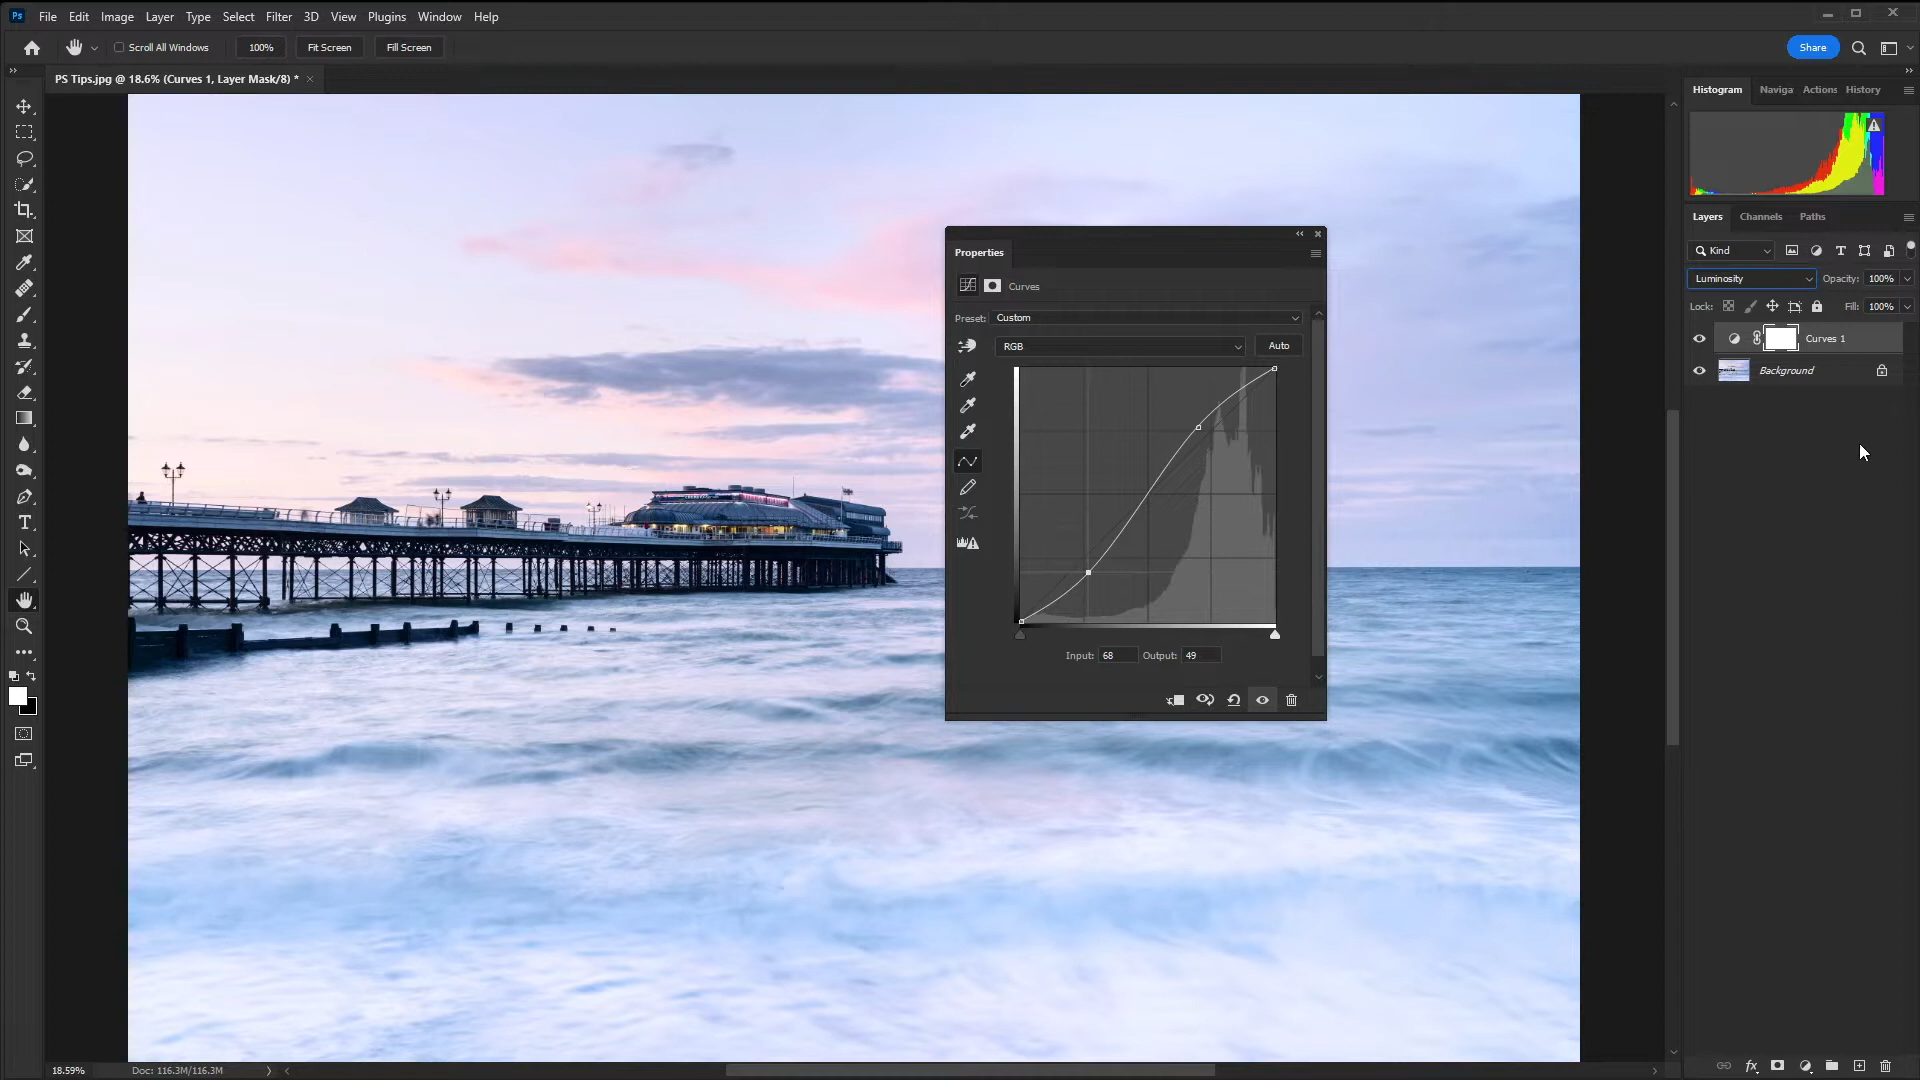 Ps File Edit Image Layer Type Select Filter 3D View Plugins Window Help
Scroll All Windows 100% Fit Screen Fill Screen Share
PS Tips.jpg @ 18.6% (Curves 1, Layer Mask/8) *
Histogram Naviga Actions History
Layers Channels Paths
Kind
Luminosity Opacity: 100%
Lock: Fill: 100%
Curves 1
Background
Properties
Curves
Preset: Custom
RGB Auto
Input: 68 Output: 49
18.59% Doc: 116.3M/116.3M